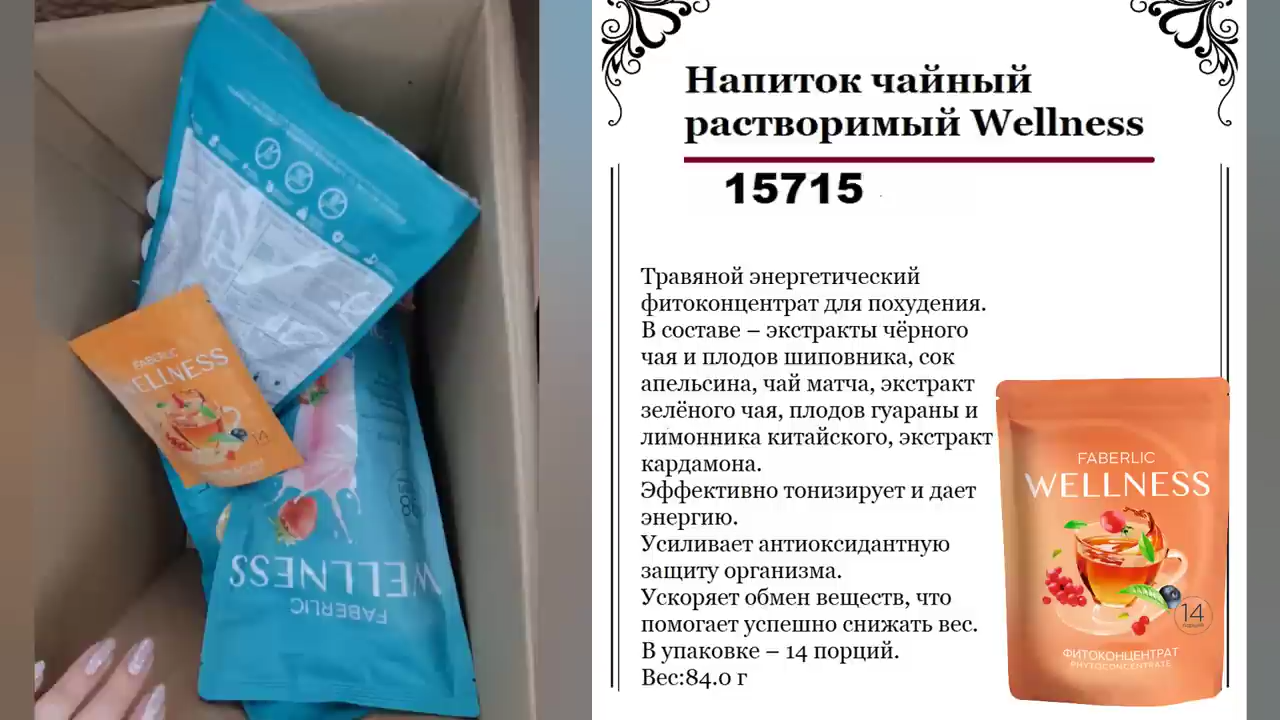 FABERLIC
WELLNESS
14
WELLNESS
FABERLIC
Напиток чайный
растворимый Wellness
15715
Травяной энергетический
фитоконцентрат для похудения.
В составе – экстракты чёрного
чая и плодов шиповника, сок
апельсина, чай матча, экстракт
зелёного чая, плодов гуараны и
лимонника китайского, экстракт
кардамона.
Эффективно тонизирует и дает
энергию.
Усиливает антиоксидантную
защиту организма.
Ускоряет обмен веществ, что
помогает успешно снижать вес.
В упаковке – 14 порций.
Вес:84.0 г
FABERLIC
WELLNESS
14
порций
ФИТОКОНЦЕНТРАТ
PHYTOCONCENTRATE